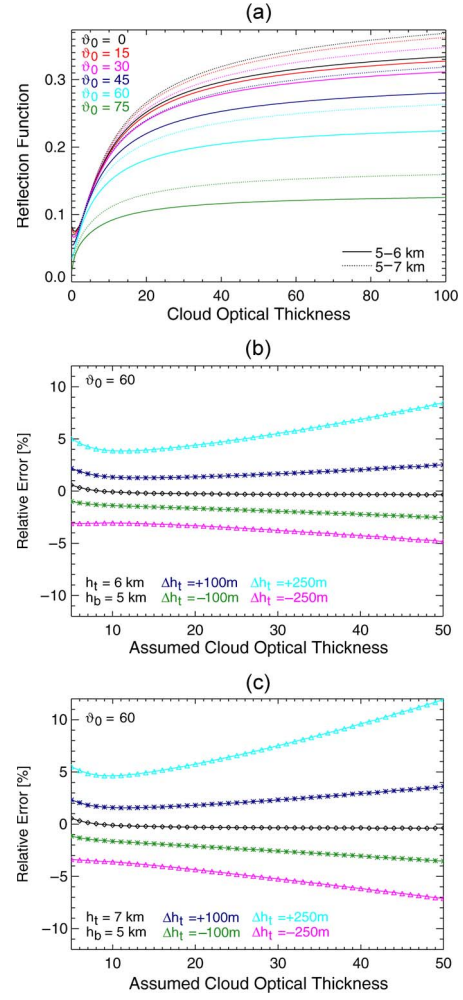 (a)
ϑ0 = 0
ϑ0 = 15
ϑ0 = 30
ϑ0 = 45
ϑ0 = 60
ϑ0 = 75
0.3
0.2
0.1
0.0
Reflection Function
5−6 km
5−7 km
0 20 40 60 80 100
Cloud Optical Thickness
(b)
ϑ0 = 60
10
5
0
−5
−10
Relative Error [%]
ht = 6 km Δht =+100m Δht =+250m
hb = 5 km Δht =−100m Δht =−250m
10 20 30 40 50
Assumed Cloud Optical Thickness
(c)
ϑ0 = 60
10
5
0
−5
−10
Relative Error [%]
ht = 7 km Δht =+100m Δht =+250m
hb = 5 km Δht =−100m Δht =−250m
10 20 30 40 50
Assumed Cloud Optical Thickness